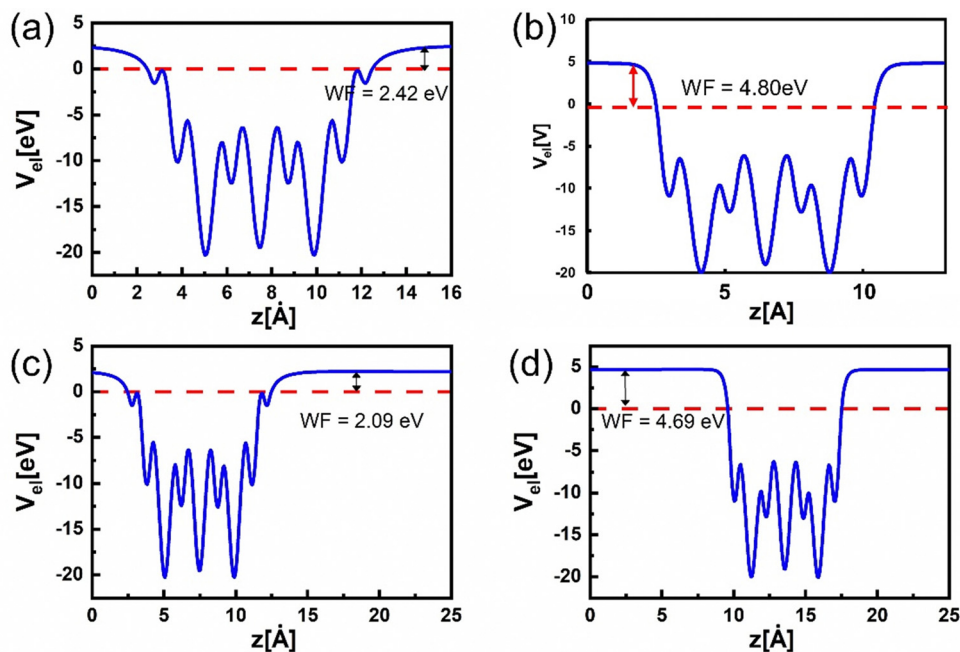 (a)
5
0
-5
-10
-15
-20
V_el[eV]
WF = 2.42 eV
0 2 4 6 8 10 12 14 16
z[Å]
(b)
10
5
0
-5
-10
-15
-20
V_el[V]
WF = 4.80eV
0 5 10
z[A]
(c)
5
0
-5
-10
-15
-20
V_el[eV]
WF = 2.09 eV
0 5 10 15 20 25
z[Å]
(d)
5
0
-5
-10
-15
-20
V_el[eV]
WF = 4.69 eV
0 5 10 15 20 25
z[Å]